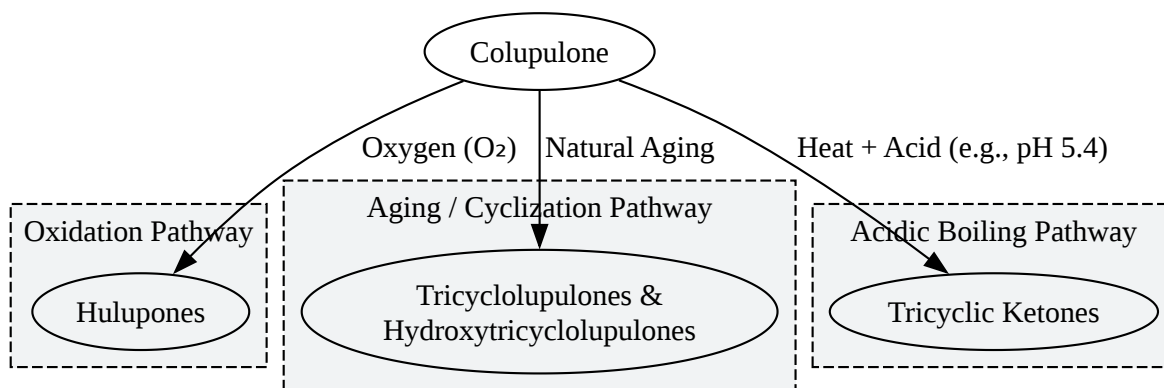 Colupulone
Oxygen (O₂)
Natural Aging
Heat + Acid (e.g., pH 5.4)
Oxidation Pathway
Aging / Cyclization Pathway
Acidic Boiling Pathway
Hulupones
Tricyclolupulones &
Hydroxytricyclolupulones
Tricyclic Ketones